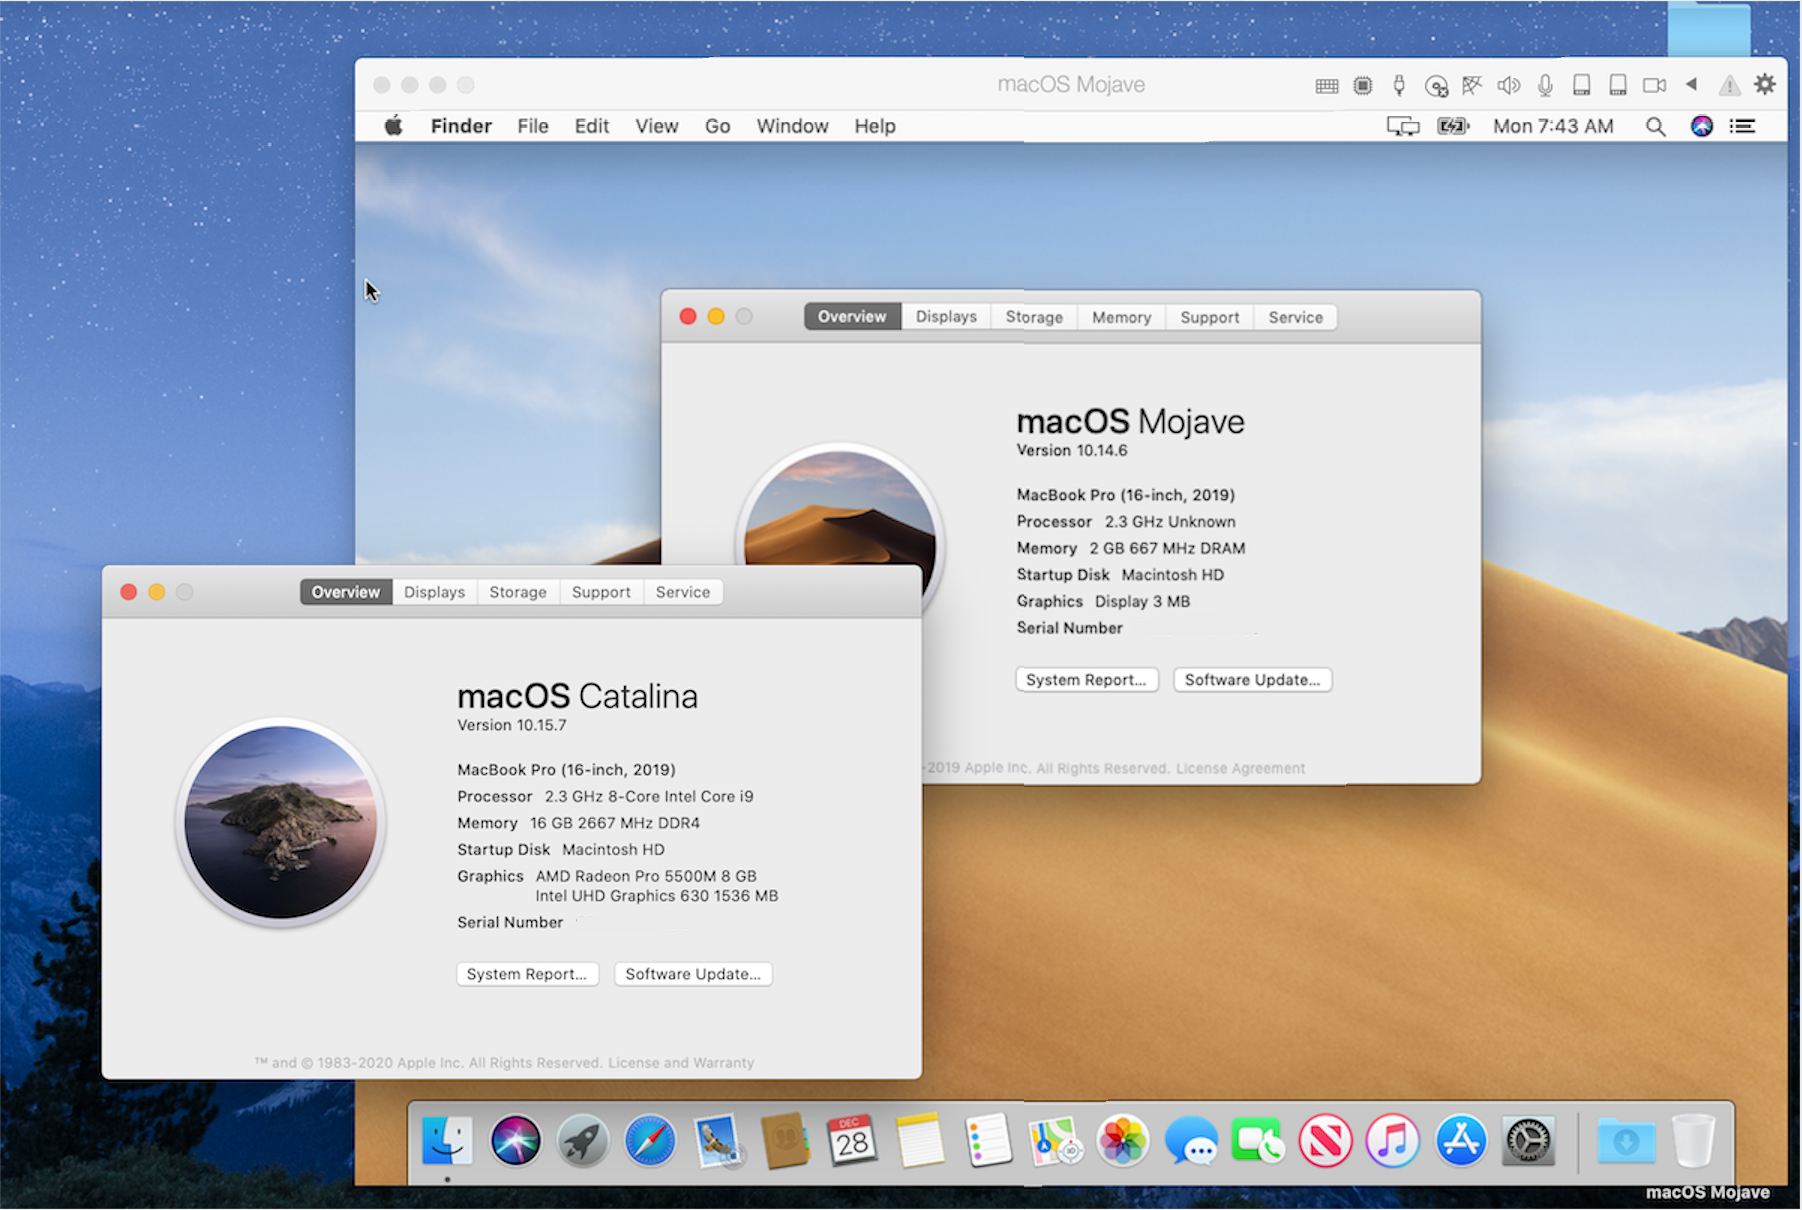 macOS Mojave
Finder File Edit View Go Window Help
Mon 7:43 AM
Overview Displays Storage Memory Support Service
macOS Mojave
Version 10.14.6
MacBook Pro (16-inch, 2019)
Processor 2.3 GHz Unknown
Memory 2 GB 667 MHz DRAM
Startup Disk Macintosh HD
Graphics Display 3 MB
Serial Number
System Report... Software Update...
-2019 Apple Inc. All Rights Reserved. License Agreement
Overview Displays Storage Support Service
macOS Catalina
Version 10.15.7
MacBook Pro (16-inch, 2019)
Processor 2.3 GHz 8-Core Intel Core i9
Memory 16 GB 2667 MHz DDR4
Startup Disk Macintosh HD
Graphics AMD Radeon Pro 5500M 8 GB
Intel UHD Graphics 630 1536 MB
Serial Number
System Report... Software Update...
™ and © 1983-2020 Apple Inc. All Rights Reserved. License and Warranty
DEC
28
3D
macOS Mojave